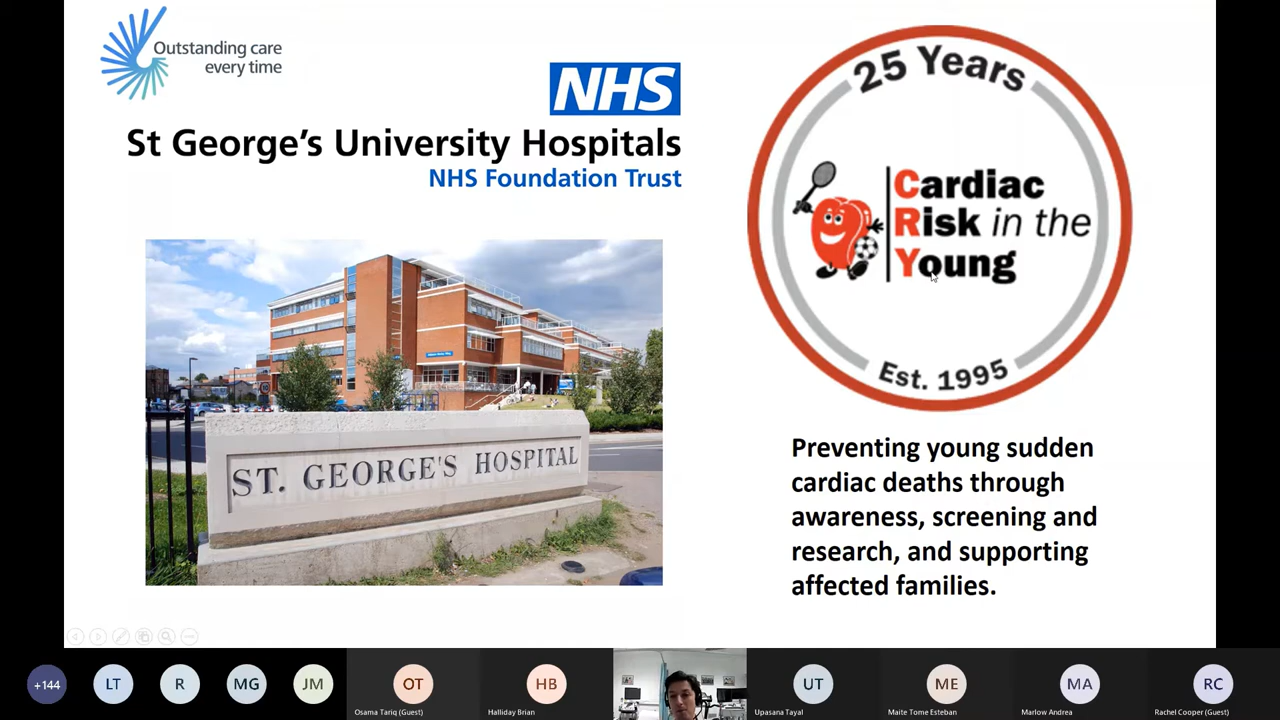 Outstanding care
every time
NHS
St George's University Hospitals
NHS Foundation Trust
ST. GEORGE'S HOSPITAL
25 Years
Cardiac
Risk in the
Young
Est. 1995
Preventing young sudden
cardiac deaths through
awareness, screening and
research, and supporting
affected families.
+144
LT
R
MG
JM
OT
Osama Tariq (Guest)
HB
Halliday Brian
UT
Upasana Tayal
ME
Maite Tome Esteban
MA
Marlow Andrea
RC
Rachel Cooper (Guest)